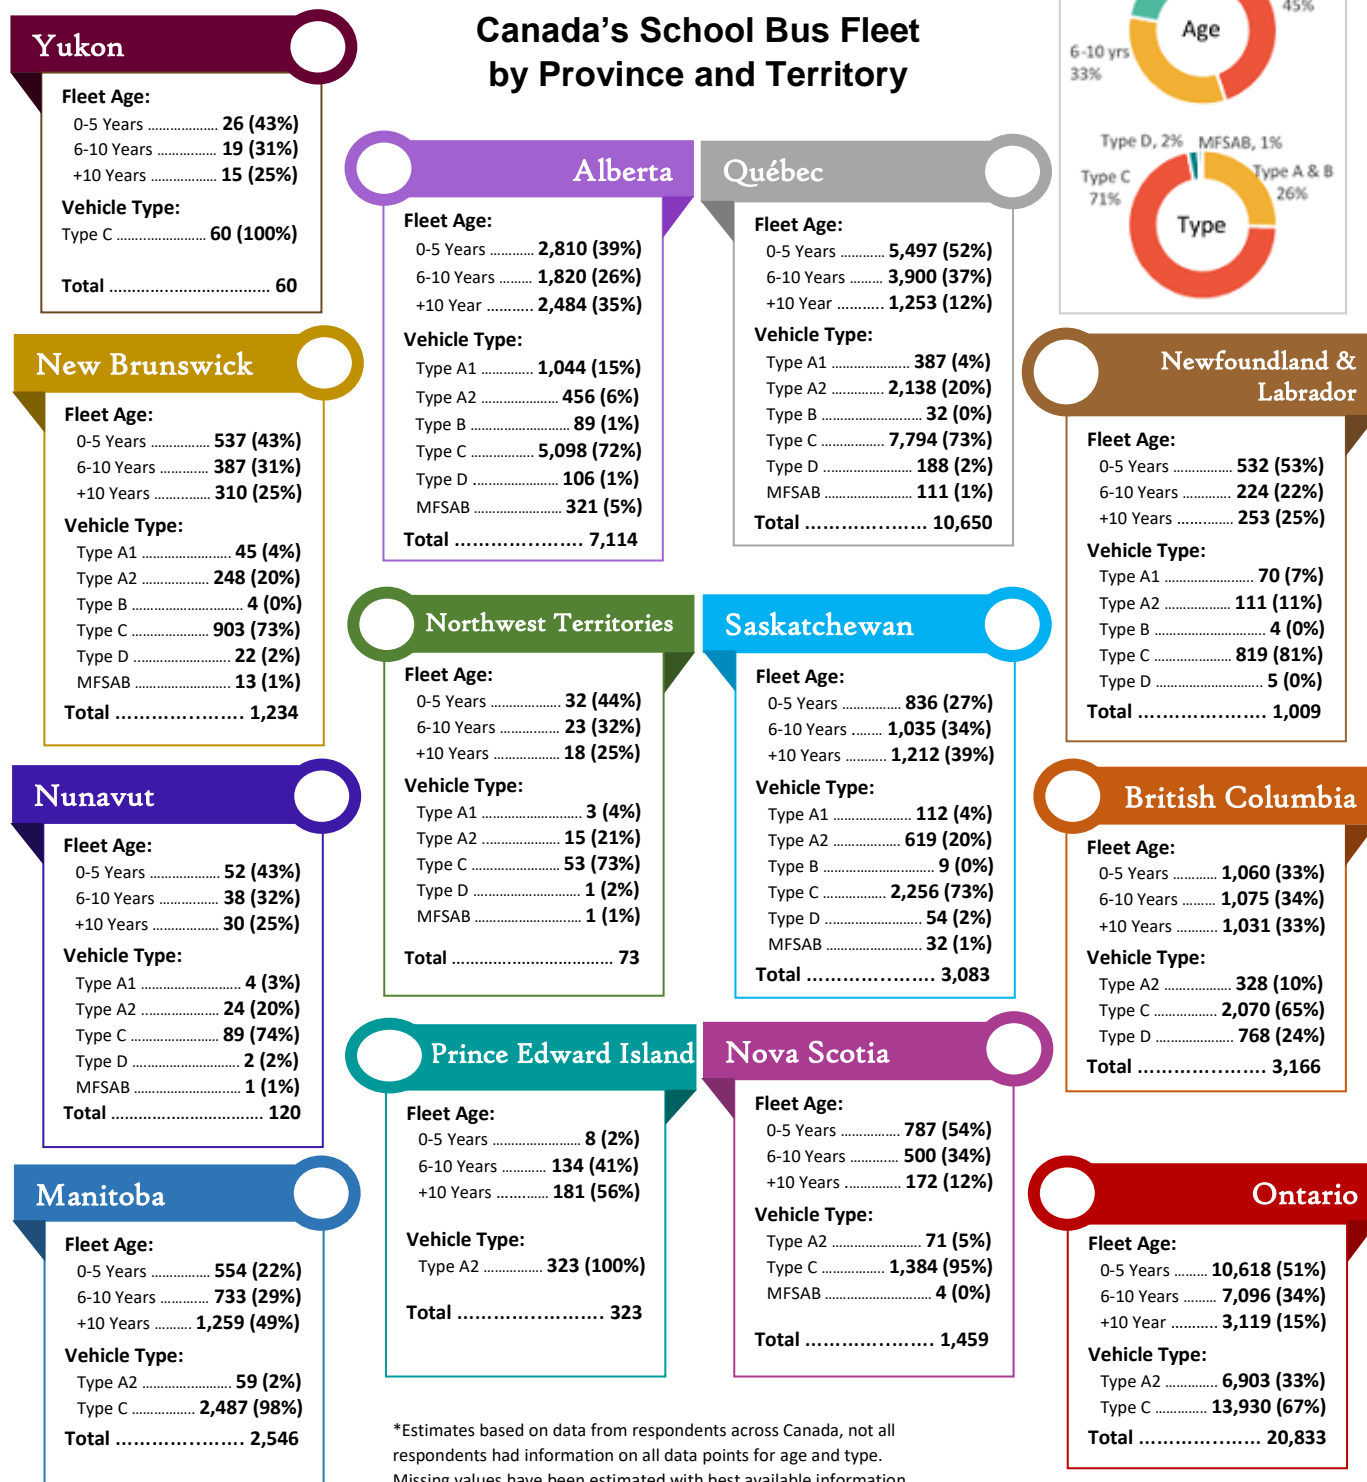 Canada's School Bus Fleet
by Province and Territory
45%
Age
6-10 yrs
33%
Type D, 2%
MFSAB, 1%
Type C
71%
Type A & B
26%
Type
Yukon
Fleet Age:
0-5 Years ................... 26 (43%)
6-10 Years ................ 19 (31%)
+10 Years .................. 15 (25%)
Vehicle Type:
Type C ........................ 60 (100%)
Total ................................. 60
Alberta
Fleet Age:
0-5 Years ............ 2,810 (39%)
6-10 Years ......... 1,820 (26%)
+10 Year ............ 2,484 (35%)
Vehicle Type:
Type A1 .............. 1,044 (15%)
Type A2 ..................... 456 (6%)
Type B .......................... 89 (1%)
Type C ................. 5,098 (72%)
Type D ....................... 106 (1%)
MFSAB ....................... 321 (5%)
Total ...................... 7,114
Québec
Fleet Age:
0-5 Years ............ 5,497 (52%)
6-10 Years ......... 3,900 (37%)
+10 Year ............ 1,253 (12%)
Vehicle Type:
Type A1 ..................... 387 (4%)
Type A2 .............. 2,138 (20%)
Type B .......................... 32 (0%)
Type C ................. 7,794 (73%)
Type D ....................... 188 (2%)
MFSAB ....................... 111 (1%)
Total ..................... 10,650
New Brunswick
Fleet Age:
0-5 Years ................ 537 (43%)
6-10 Years ............. 387 (31%)
+10 Years ............... 310 (25%)
Vehicle Type:
Type A1 ........................ 45 (4%)
Type A2 .................. 248 (20%)
Type B ............................. 4 (0%)
Type C ..................... 903 (73%)
Type D .......................... 22 (2%)
MFSAB .......................... 13 (1%)
Total ...................... 1,234
Newfoundland &
Labrador
Fleet Age:
0-5 Years ................ 532 (53%)
6-10 Years ............. 224 (22%)
+10 Years ............... 253 (25%)
Vehicle Type:
Type A1 ........................ 70 (7%)
Type A2 .................. 111 (11%)
Type B ............................. 4 (0%)
Type C ..................... 819 (81%)
Type D ............................. 5 (0%)
Total ...................... 1,009
Northwest Territories
Fleet Age:
0-5 Years ................... 32 (44%)
6-10 Years ................ 23 (32%)
+10 Years .................. 18 (25%)
Vehicle Type:
Type A1 ........................... 3 (4%)
Type A2 ..................... 15 (21%)
Type C ........................ 53 (73%)
Type D ............................. 1 (2%)
MFSAB ............................. 1 (1%)
Total ................................. 73
Saskatchewan
Fleet Age:
0-5 Years ................ 836 (27%)
6-10 Years ........ 1,035 (34%)
+10 Years ........... 1,212 (39%)
Vehicle Type:
Type A1 ..................... 112 (4%)
Type A2 .................. 619 (20%)
Type B ............................. 9 (0%)
Type C ................. 2,256 (73%)
Type D .......................... 54 (2%)
MFSAB .......................... 32 (1%)
Total ...................... 3,083
Nunavut
Fleet Age:
0-5 Years ................... 52 (43%)
6-10 Years ................ 38 (32%)
+10 Years .................. 30 (25%)
Vehicle Type:
Type A1 ........................... 4 (3%)
Type A2 ..................... 24 (20%)
Type C ........................ 89 (74%)
Type D ............................. 2 (2%)
MFSAB ............................. 1 (1%)
Total ............................... 120
British Columbia
Fleet Age:
0-5 Years ............ 1,060 (33%)
6-10 Years ......... 1,075 (34%)
+10 Years ........... 1,031 (33%)
Vehicle Type:
Type A2 .................. 328 (10%)
Type C ................. 2,070 (65%)
Type D ..................... 768 (24%)
Total ...................... 3,166
Prince Edward Island
Fleet Age:
0-5 Years ........................ 8 (2%)
6-10 Years ............ 134 (41%)
+10 Years .............. 181 (56%)
Vehicle Type:
Type A2 ................ 323 (100%)
Total ......................... 323
Nova Scotia
Fleet Age:
0-5 Years ................ 787 (54%)
6-10 Years ............. 500 (34%)
+10 Years ............... 172 (12%)
Vehicle Type:
Type A2 ........................ 71 (5%)
Type C ................. 1,384 (95%)
MFSAB ............................. 4 (0%)
Total ...................... 1,459
Manitoba
Fleet Age:
0-5 Years ................ 554 (22%)
6-10 Years ............. 733 (29%)
+10 Years .......... 1,259 (49%)
Vehicle Type:
Type A2 ........................ 59 (2%)
Type C ................. 2,487 (98%)
Total ...................... 2,546
Ontario
Fleet Age:
0-5 Years ......... 10,618 (51%)
6-10 Years ......... 7,096 (34%)
+10 Year ............ 3,119 (15%)
Vehicle Type:
Type A2 .............. 6,903 (33%)
Type C .............. 13,930 (67%)
Total ..................... 20,833
*Estimates based on data from respondents across Canada, not all
respondents had information on all data points for age and type.
Missing values have been estimated with best available information